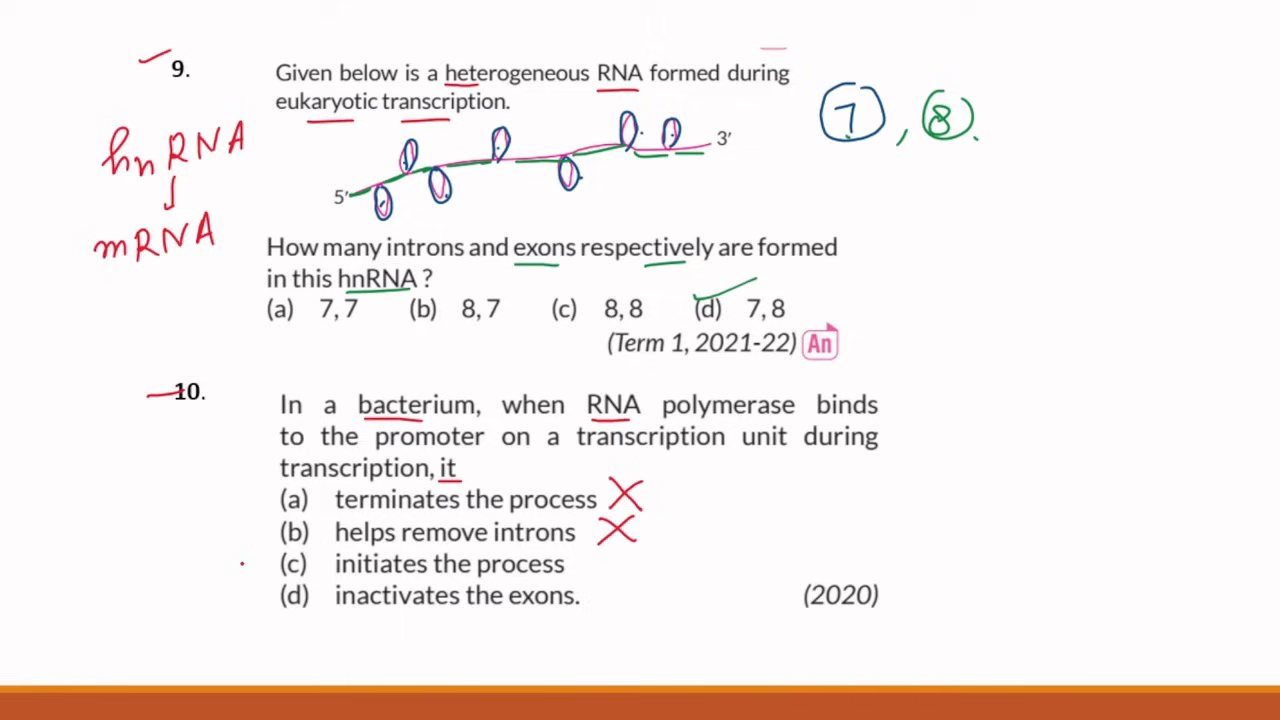 9.
Given below is a heterogeneous RNA formed during
eukaryotic transcription.
7, 8.
hnRNA
mRNA
5′
3′
How many introns and exons respectively are formed
in this hnRNA ?
(a) 7, 7 (b) 8, 7 (c) 8, 8 (d) 7, 8
(Term 1, 2021-22) An
10.
In a bacterium, when RNA polymerase binds
to the promoter on a transcription unit during
transcription, it
(a) terminates the process
(b) helps remove introns
(c) initiates the process
(d) inactivates the exons. (2020)